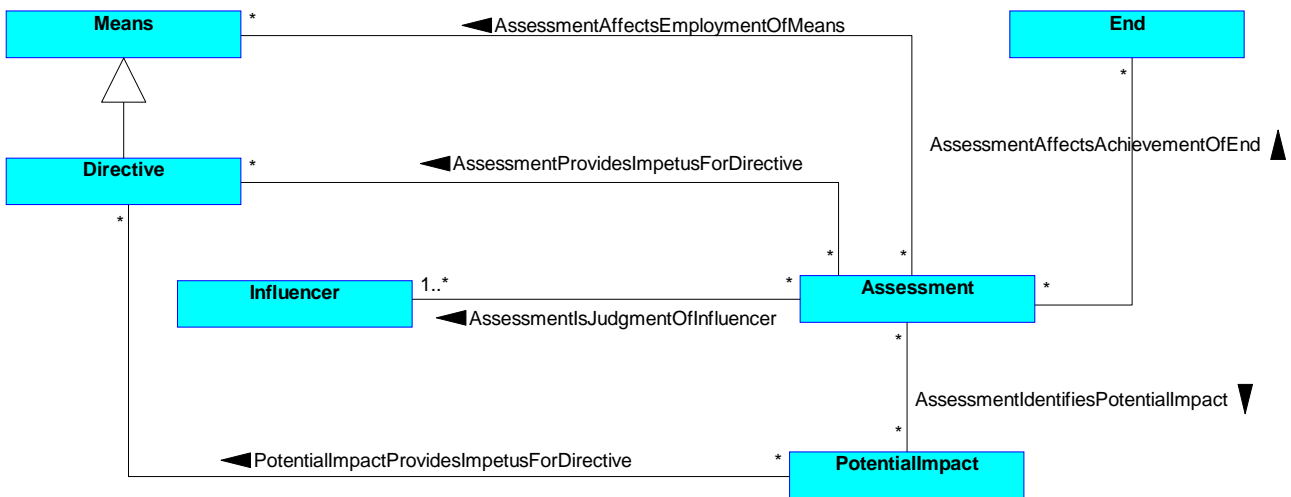 Means
*
AssessmentAffectsEmploymentOfMeans
End
*
AssessmentAffectsAchievementOfEnd
Directive
*
AssessmentProvidesImpetusForDirective
*
*
*
Influencer
1..*
*
Assessment
*
AssessmentIsJudgmentOfInfluencer
*
AssessmentIdentifiesPotentialImpact
*
PotentialImpactProvidesImpetusForDirective
*
PotentialImpact